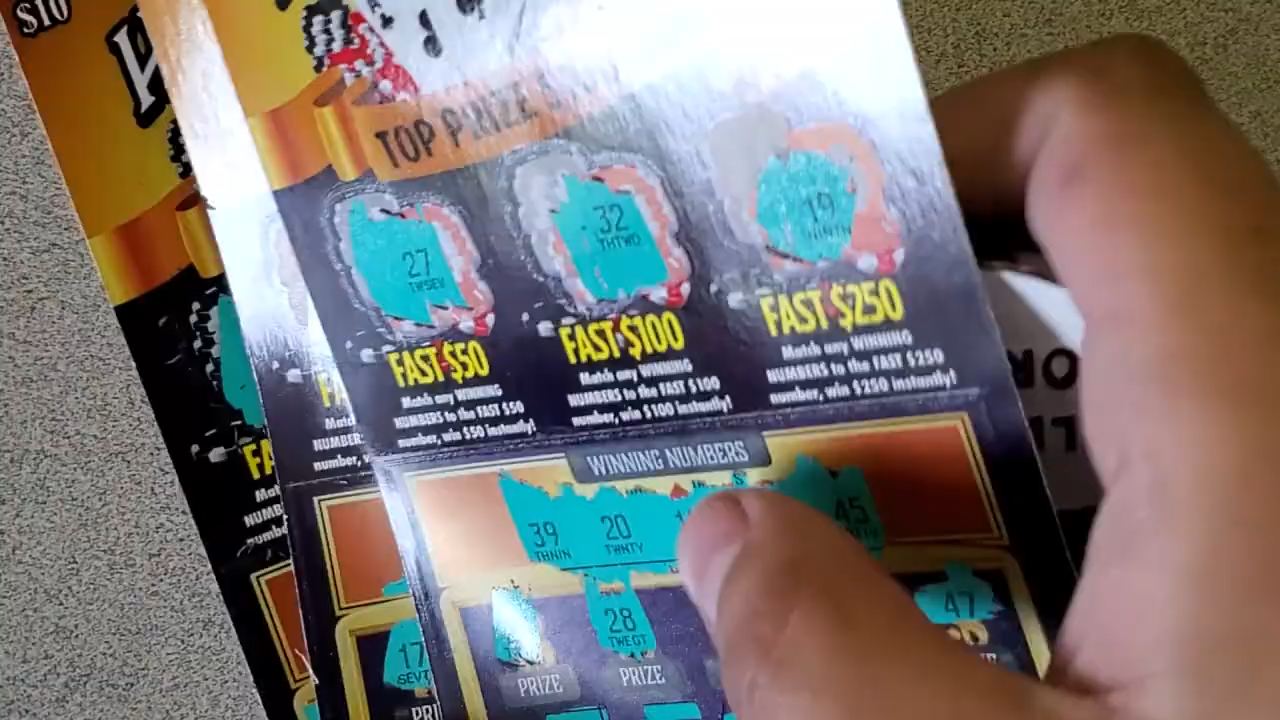 $10
TOP PRIZE
27
TWSEV
32
THTWO
19
NINTN
FAST $50
Match any WINNING
NUMBERS to the FAST $50
number, win $50 instantly!
FAST $100
Match any WINNING
NUMBERS to the FAST $100
number, win $100 instantly!
FAST $250
Match any WINNING
NUMBERS to the FAST $250
number, win $250 instantly!
WINNING NUMBERS
39
THNIN
20
TWNTY
45
28
TWEGT
47
PRIZE
PRIZE
17
SEVT